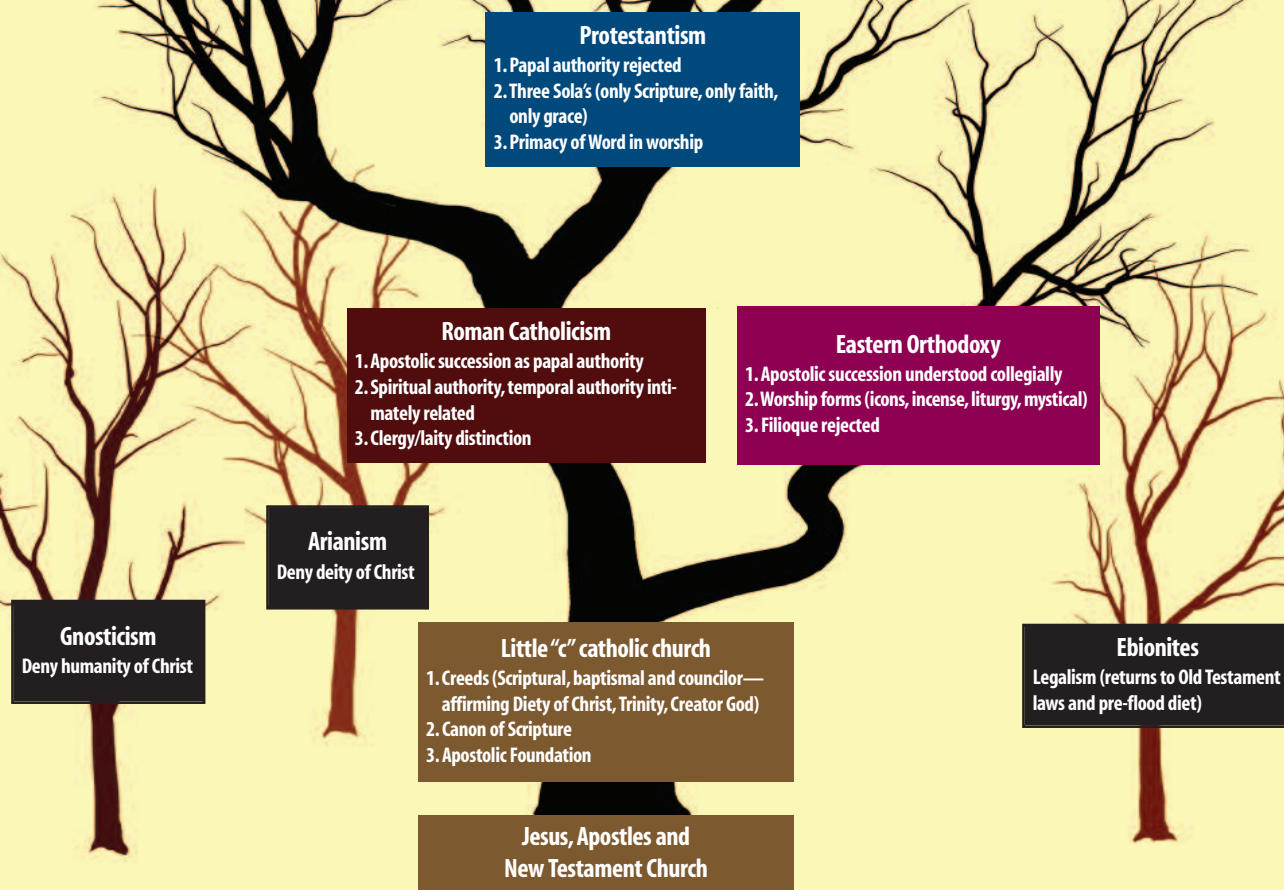 Protestantism
1. Papal authority rejected
2. Three Sola's (only Scripture, only faith,
only grace)
3. Primacy of Word in worship
Roman Catholicism
1. Apostolic succession as papal authority
2. Spiritual authority, temporal authority inti-
mately related
3. Clergy/laity distinction
Eastern Orthodoxy
1. Apostolic succession understood collegially
2. Worship forms (icons, incense, liturgy, mystical)
3. Filioque rejected
Arianism
Deny deity of Christ
Gnosticism
Deny humanity of Christ
Little “c” catholic church
1. Creeds (Scriptural, baptismal and councilor—
affirming Diety of Christ, Trinity, Creator God)
2. Canon of Scripture
3. Apostolic Foundation
Ebionites
Legalism (returns to Old Testament
laws and pre-flood diet)
Jesus, Apostles and
New Testament Church